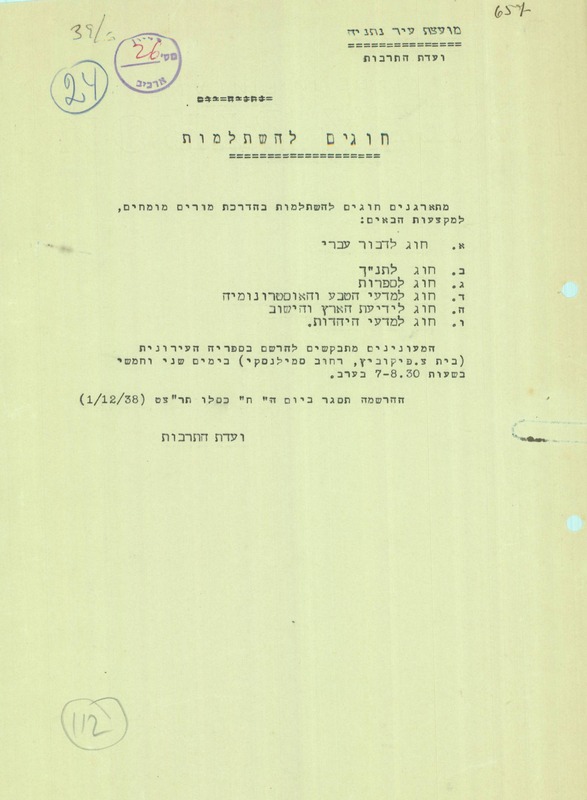 65/-
39/
24
26
ארכיב
מועצת עיר נתניה
ועדת התרבות
חוגים להשתלמות
מתארגנים חוגים להשתלמות בהדרכת מורים מומחים,
למקצעות הבאים:
א. חוג לדבור עברי
ב. חוג לתנ"ך
ג. חוג לספרות
ד. חוג למדעי הטבע והאוסטרונומיה
ה. חוג לידיעת הארץ והישוב
ו. חוג למדעי היהדות.
המעונינים מתבקשים להרשם בספריה העירונית
(בית צ.פיקוביץ, רחוב סמילנסקי) בימים שני וחמשי
בשעות 7-8.30 בערב.
ההרשמה תסגר ביום ה" ח" כסלו תר"צט (1/12/38)
ועדת התרבות
112